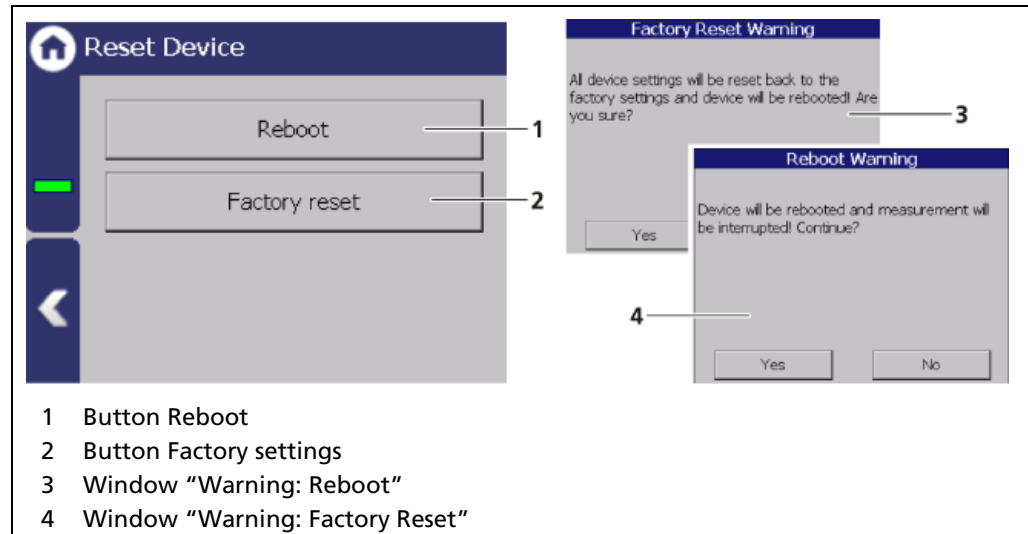 Reset Device
Reboot
1
Factory reset
2
Factory Reset Warning
All device settings will be reset back to the
factory settings and device will be rebooted! Are
you sure?
3
Yes
Reboot Warning
Device will be rebooted and measurement will
be interrupted! Continue?
4
Yes No
1 Button Reboot
2 Button Factory settings
3 Window “Warning: Reboot”
4 Window “Warning: Factory Reset”